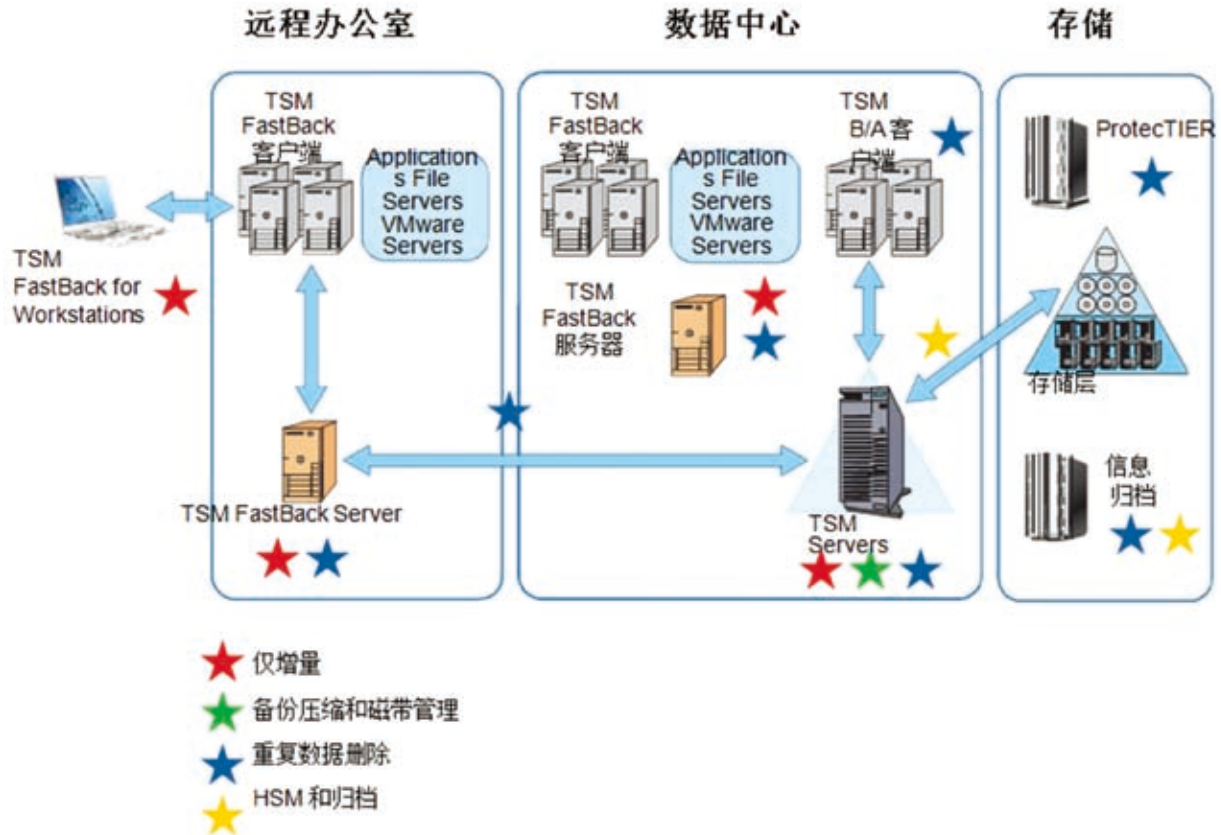 远程办公室
数据中心
存储
TSM
FastBack
客户端
Application
s File
Servers
VMware
Servers
TSM
FastBack for
Workstations
TSM FastBack Server
TSM
FastBack
客户端
Application
s File
Servers
VMware
Servers
TSM
B/A 客
户端
TSM
FastBack
服务器
TSM
Servers
ProtecTIER
存储层
信息
归档
仅增量
备份压缩和磁带管理
重复数据删除
HSM 和归档